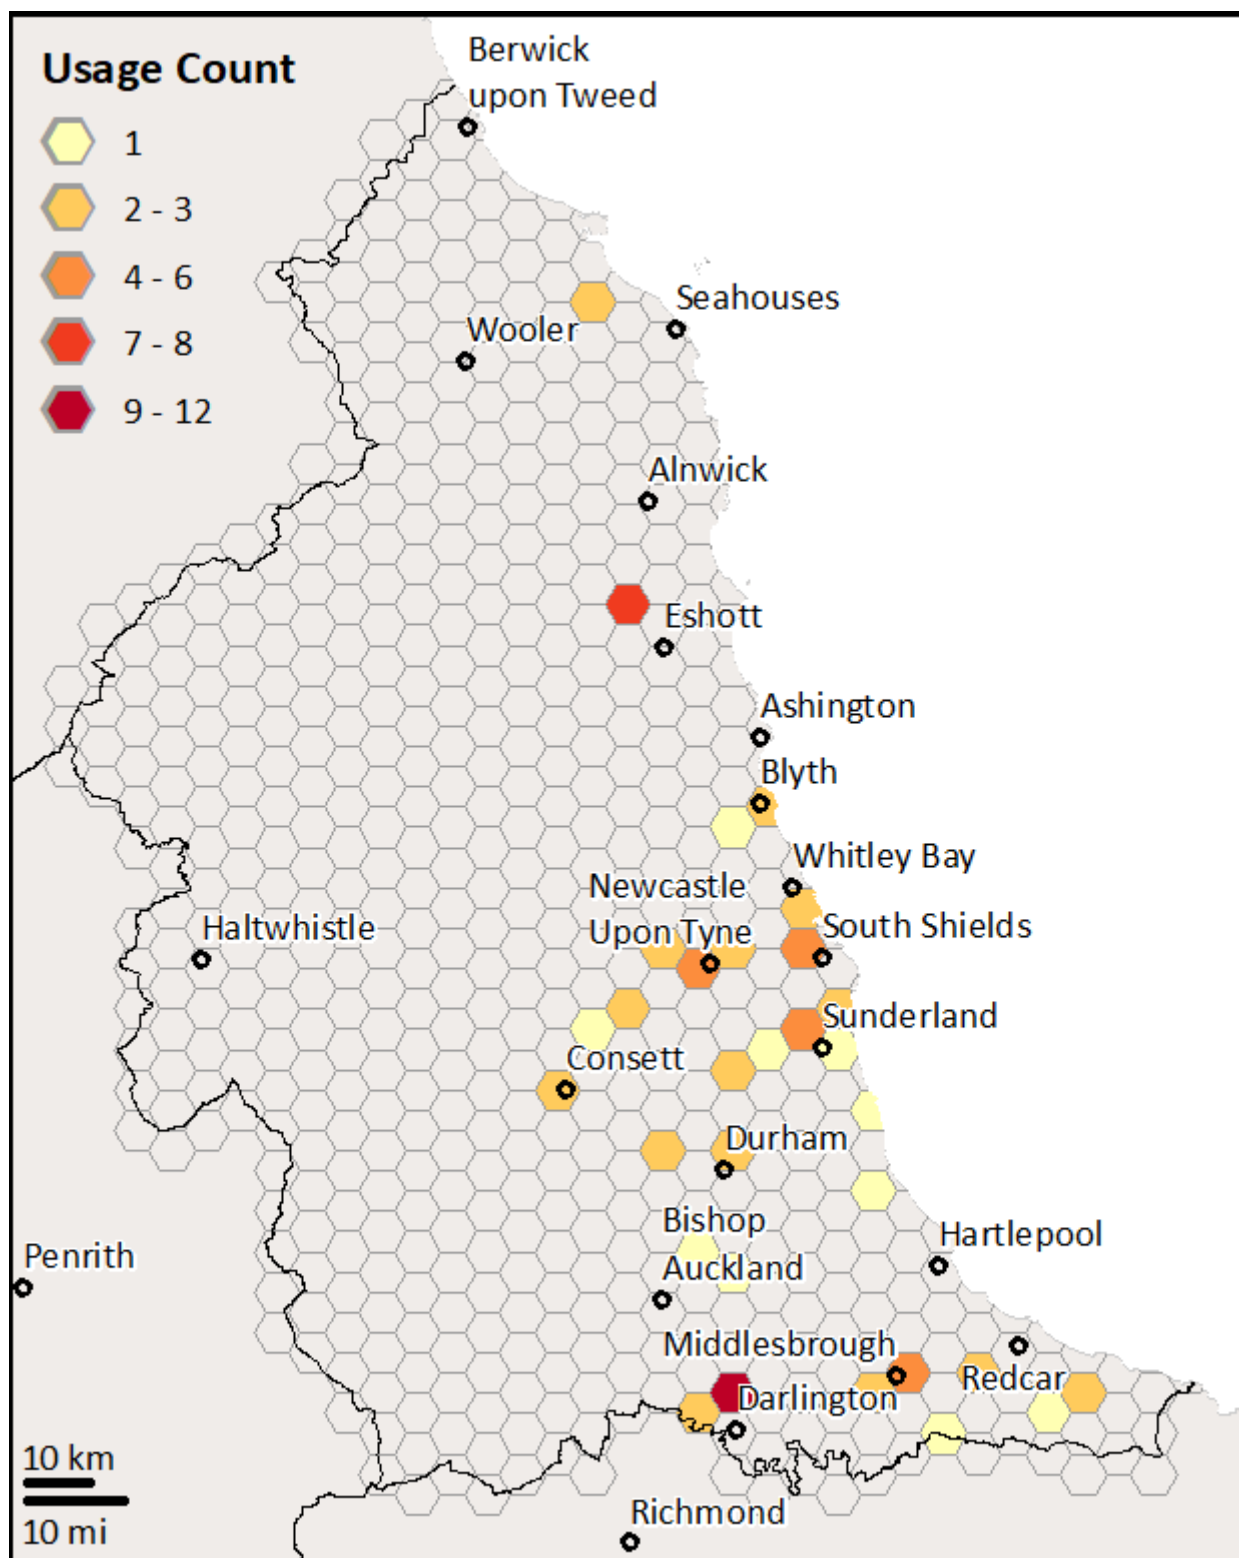 Usage Count
1
2 - 3
4 - 6
7 - 8
9 - 12
Berwick
upon Tweed
Seahouses
Wooler
Alnwick
Eshott
Ashington
Blyth
Whitley Bay
Newcastle
Upon Tyne
South Shields
Haltwhistle
Sunderland
Consett
Durham
Bishop
Auckland
Hartlepool
Penrith
Middlesbrough
Redcar
Darlington
10 km
10 mi
Richmond